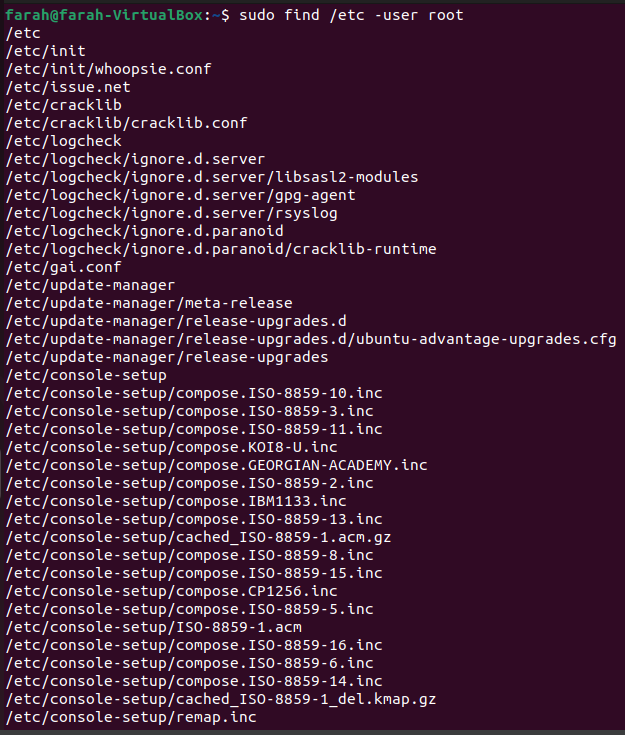 farah@farah-VirtualBox:~$ sudo find /etc -user root
/etc
/etc/init
/etc/init/whoopsie.conf
/etc/issue.net
/etc/cracklib
/etc/cracklib/cracklib.conf
/etc/logcheck
/etc/logcheck/ignore.d.server
/etc/logcheck/ignore.d.server/libsasl2-modules
/etc/logcheck/ignore.d.server/gpg-agent
/etc/logcheck/ignore.d.server/rsyslog
/etc/logcheck/ignore.d.paranoid
/etc/logcheck/ignore.d.paranoid/cracklib-runtime
/etc/gai.conf
/etc/update-manager
/etc/update-manager/meta-release
/etc/update-manager/release-upgrades.d
/etc/update-manager/release-upgrades.d/ubuntu-advantage-upgrades.cfg
/etc/update-manager/release-upgrades
/etc/console-setup
/etc/console-setup/compose.ISO-8859-10.inc
/etc/console-setup/compose.ISO-8859-3.inc
/etc/console-setup/compose.ISO-8859-11.inc
/etc/console-setup/compose.KOI8-U.inc
/etc/console-setup/compose.GEORGIAN-ACADEMY.inc
/etc/console-setup/compose.ISO-8859-2.inc
/etc/console-setup/compose.IBM1133.inc
/etc/console-setup/compose.ISO-8859-13.inc
/etc/console-setup/cached_ISO-8859-1.acm.gz
/etc/console-setup/compose.ISO-8859-8.inc
/etc/console-setup/compose.ISO-8859-15.inc
/etc/console-setup/compose.CP1256.inc
/etc/console-setup/compose.ISO-8859-5.inc
/etc/console-setup/ISO-8859-1.acm
/etc/console-setup/compose.ISO-8859-16.inc
/etc/console-setup/compose.ISO-8859-6.inc
/etc/console-setup/compose.ISO-8859-14.inc
/etc/console-setup/cached_ISO-8859-1_del.kmap.gz
/etc/console-setup/remap.inc